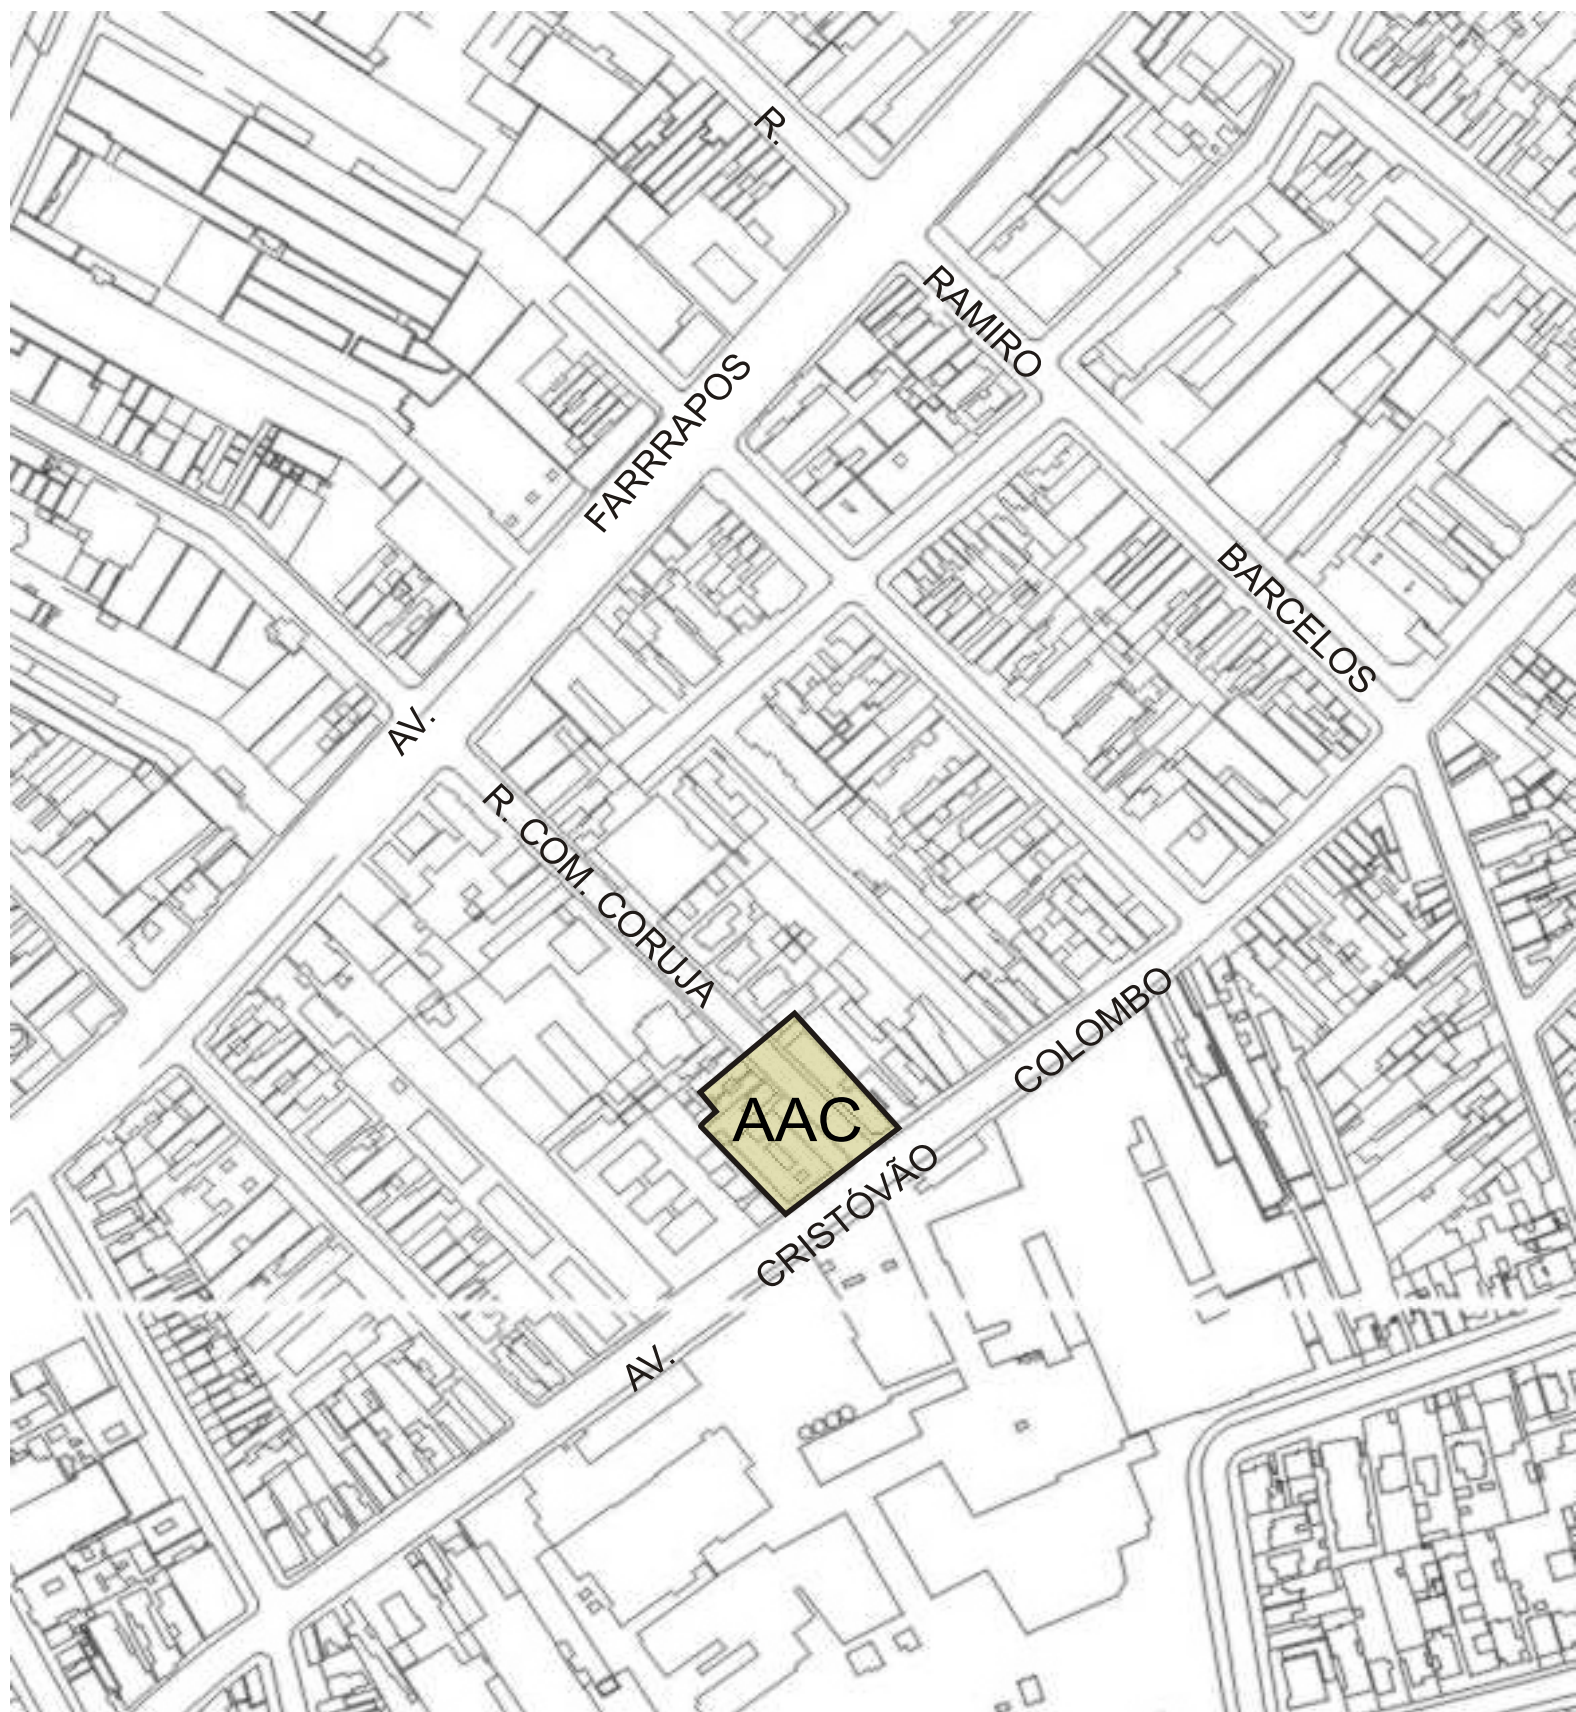 R. RAMIRO BARCELOS
AV. FARRRAPOS
R. COM. CORUJA
AAC
AV. CRISTÓVÃO COLOMBO